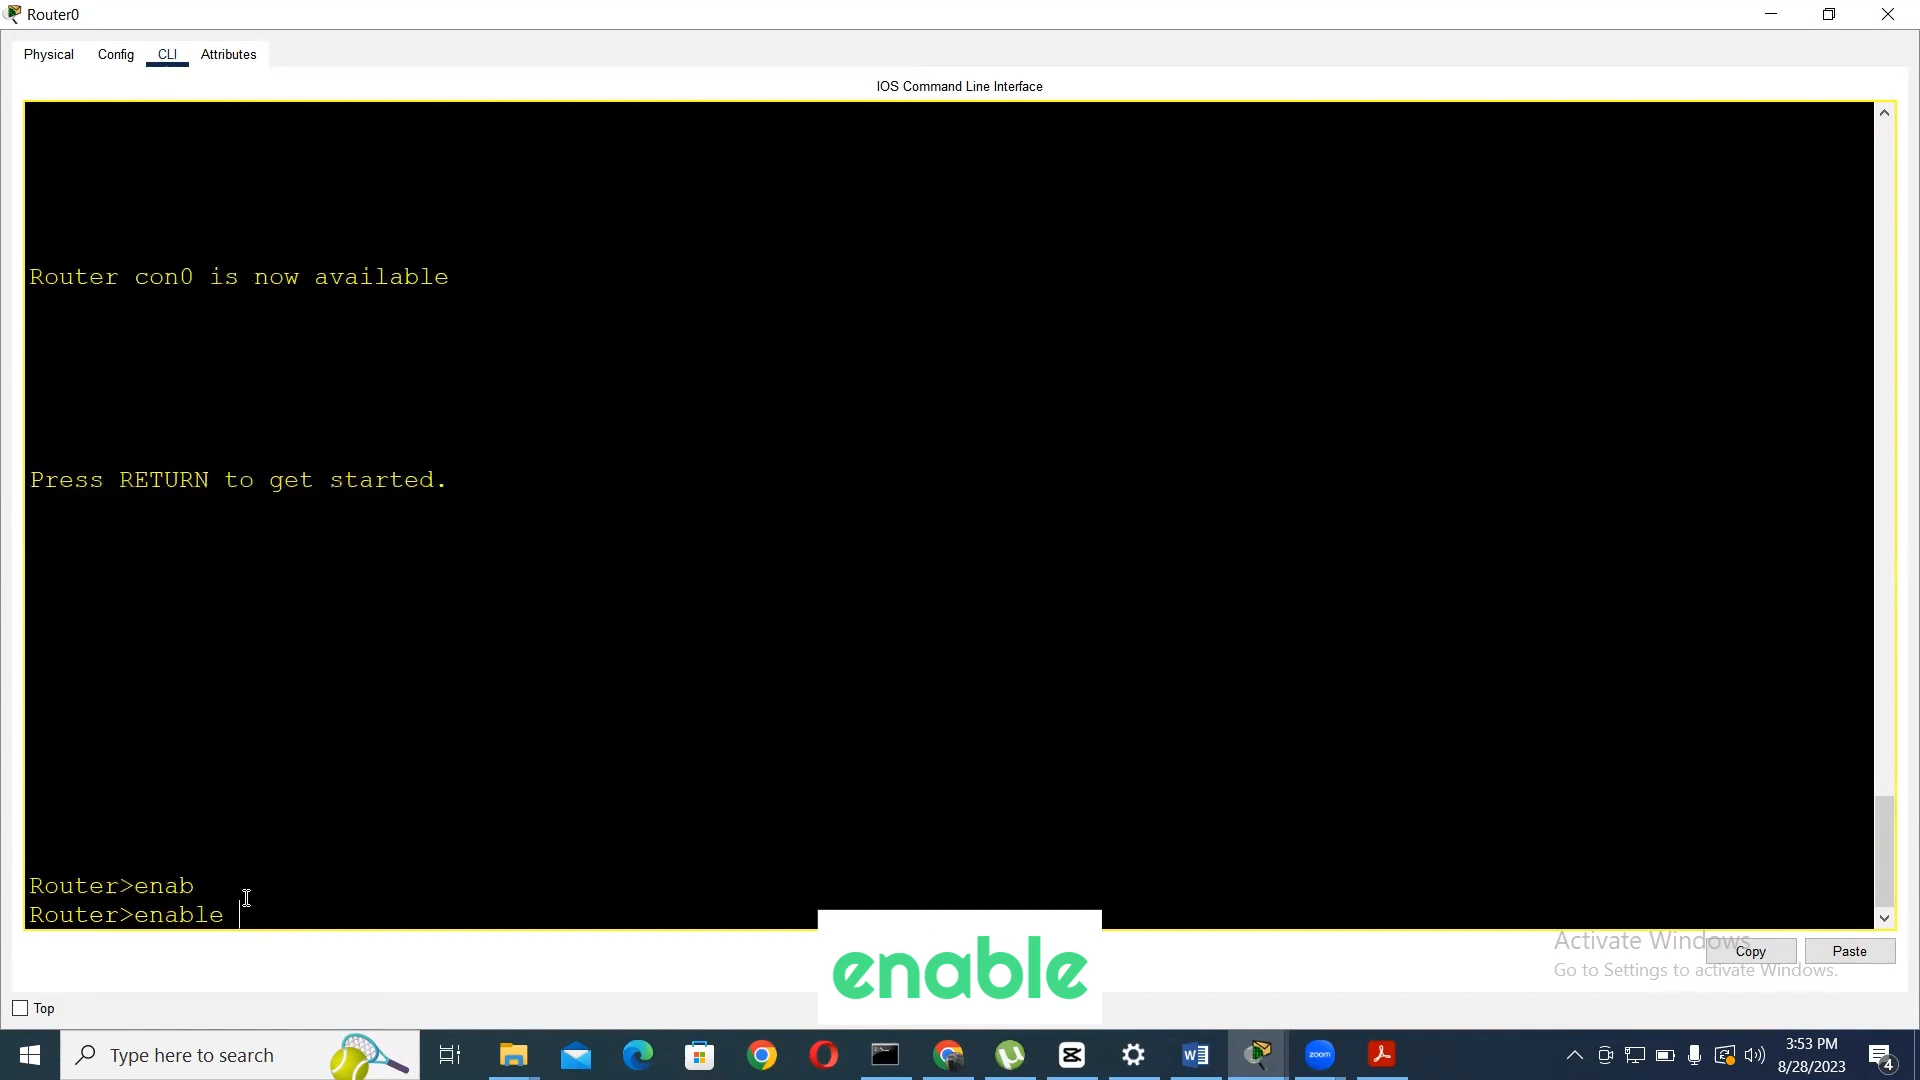 Router0
Physical Config CLI Attributes
IOS Command Line Interface
Router con0 is now available
Press RETURN to get started.
Router>enab
Router>enable
enable
Activate Windows
Go to Settings to activate Windows.
Copy Paste
Top
Type here to search
zoom
3:53 PM
8/28/2023
4